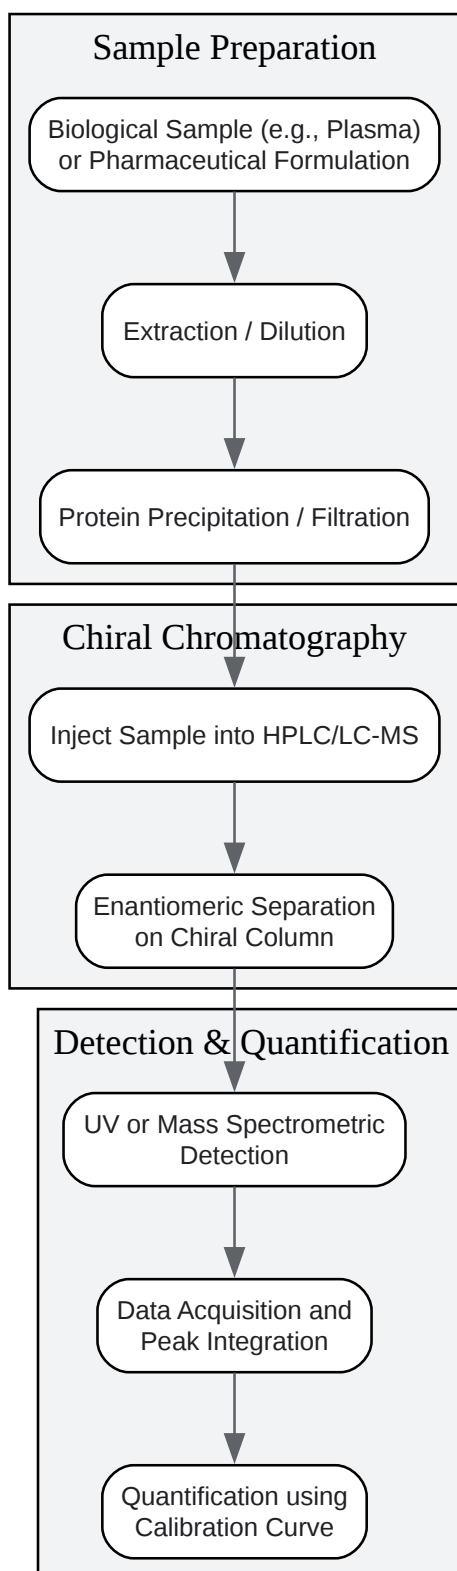 Sample Preparation
Biological Sample (e.g., Plasma)
or Pharmaceutical Formulation
Extraction / Dilution
Protein Precipitation / Filtration
Chiral Chromatography
Inject Sample into HPLC/LC-MS
Enantiomeric Separation
on Chiral Column
Detection & Quantification
UV or Mass Spectrometric
Detection
Data Acquisition and
Peak Integration
Quantification using
Calibration Curve